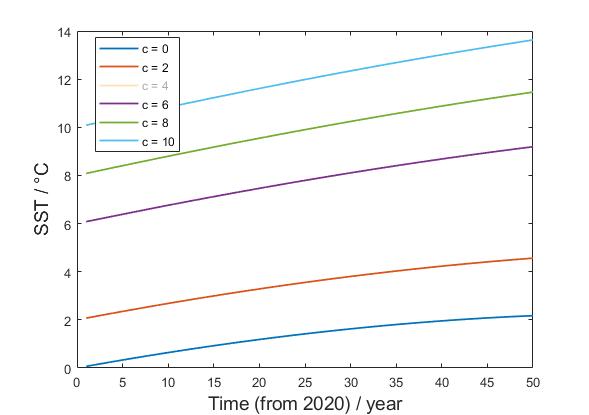 14
12
10
8
6
4
2
0
SST / °C
c = 0
c = 2
c = 4
c = 6
c = 8
c = 10
0 5 10 15 20 25 30 35 40 45 50
Time (from 2020) / year